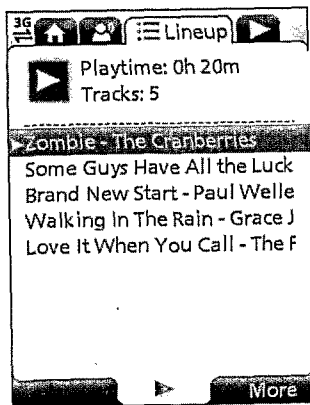 3G
Lineup
Playtime: 0h 20m
Tracks: 5
Zombie - The Cranberries
Some Guys Have All the Luck
Brand New Start - Paul Welle
Walking In The Rain - Grace J
Love It When You Call - The F
More